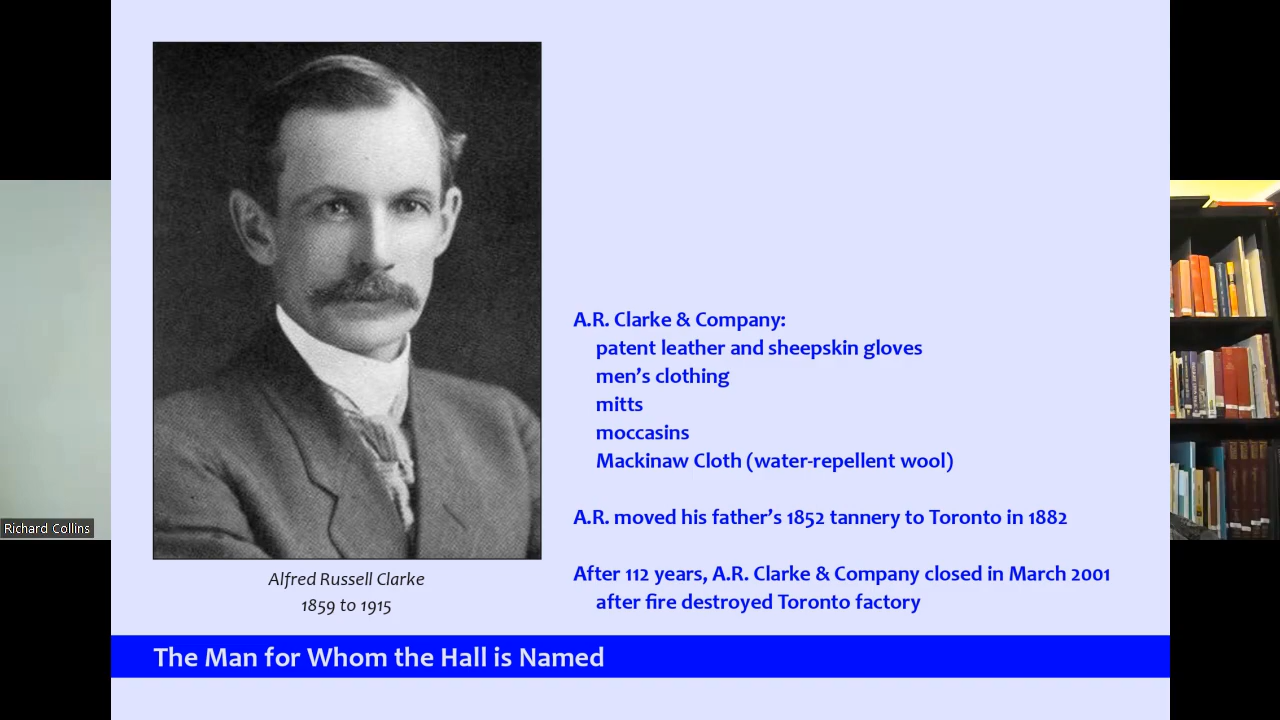 A.R. Clarke & Company:
patent leather and sheepskin gloves
men's clothing
mitts
moccasins
Mackinaw Cloth (water-repellent wool)
A.R. moved his father's 1852 tannery to Toronto in 1882
After 112 years, A.R. Clarke & Company closed in March 2001
after fire destroyed Toronto factory
Alfred Russell Clarke
1859 to 1915
The Man for Whom the Hall is Named
Richard Collins